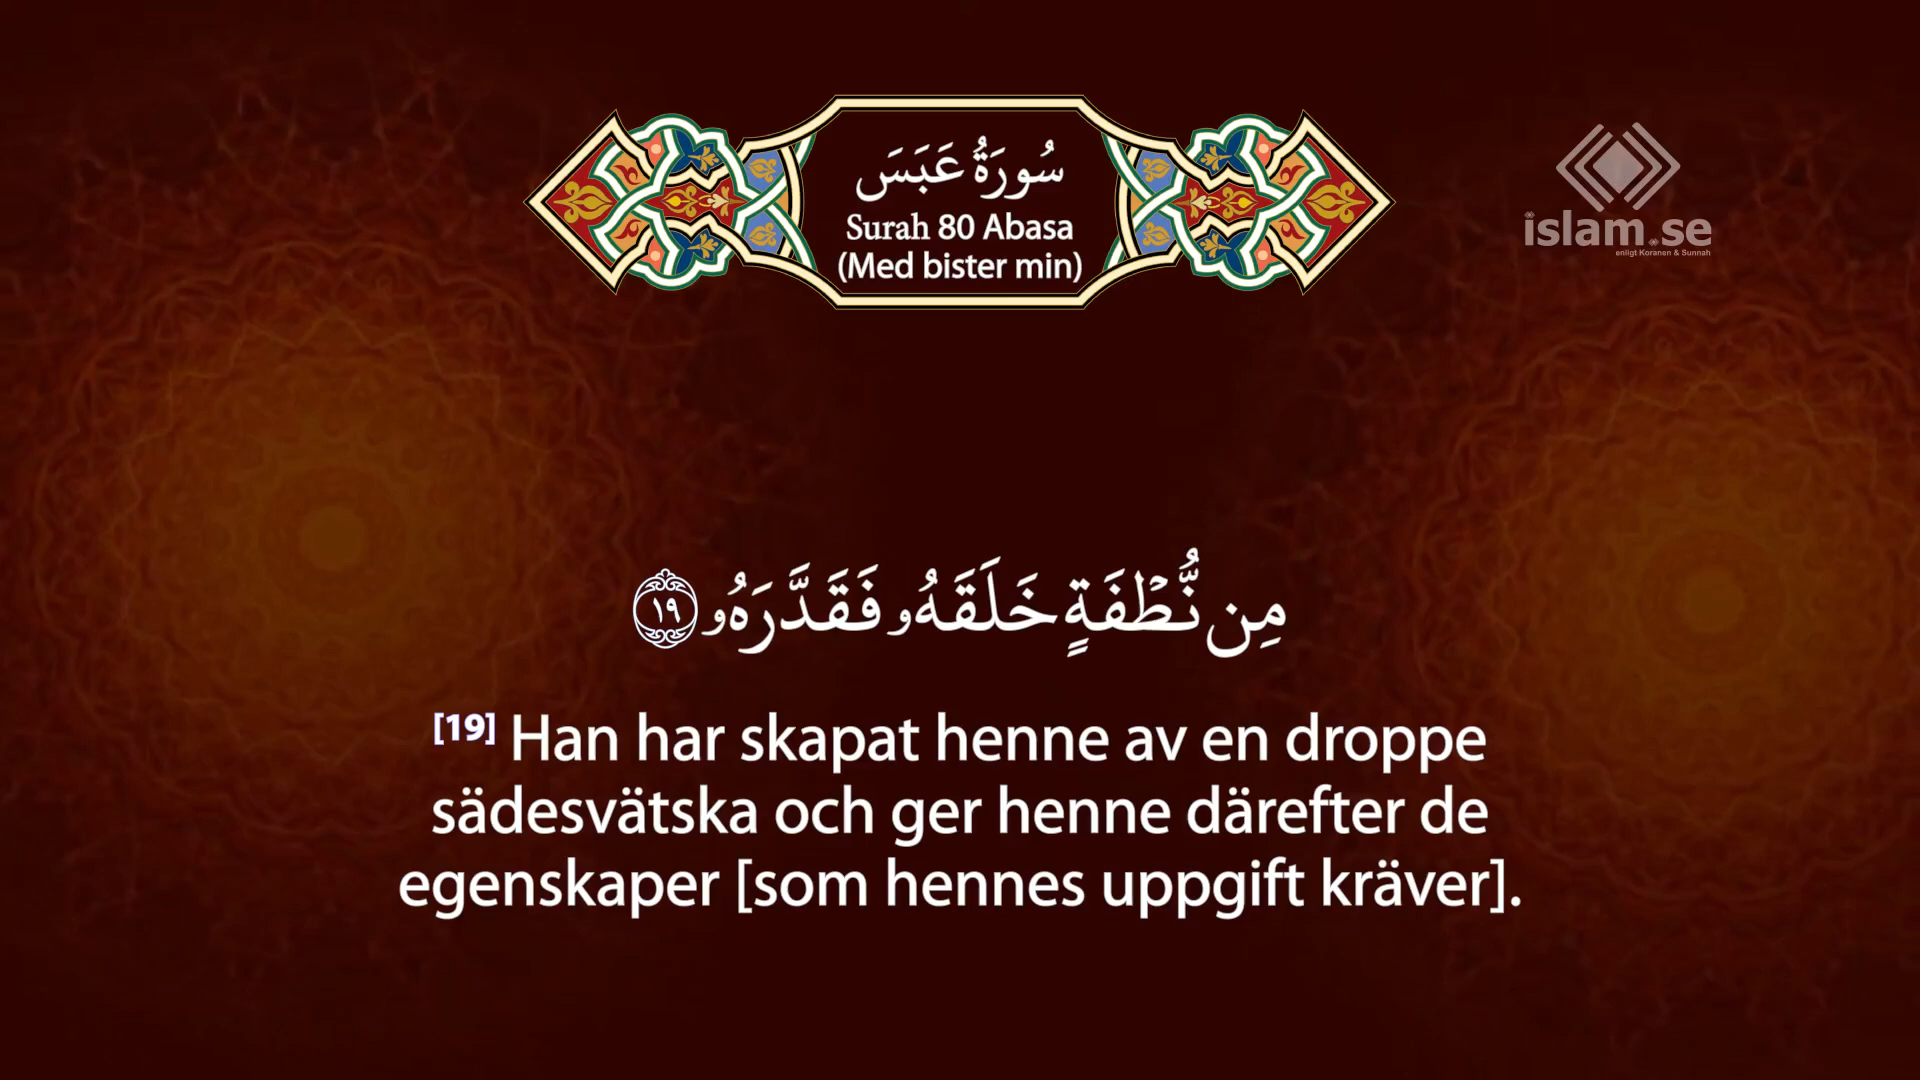 سُورَةُ عَبَسَ
Surah 80 Abasa
(Med bister min)
islam.se
enligt Koranen & Sunnah
مِن نُّطْفَةٍ خَلَقَهُۥ فَقَدَّرَهُۥ ١٩
[19] Han har skapat henne av en droppe
sädesvätska och ger henne därefter de
egenskaper [som hennes uppgift kräver].